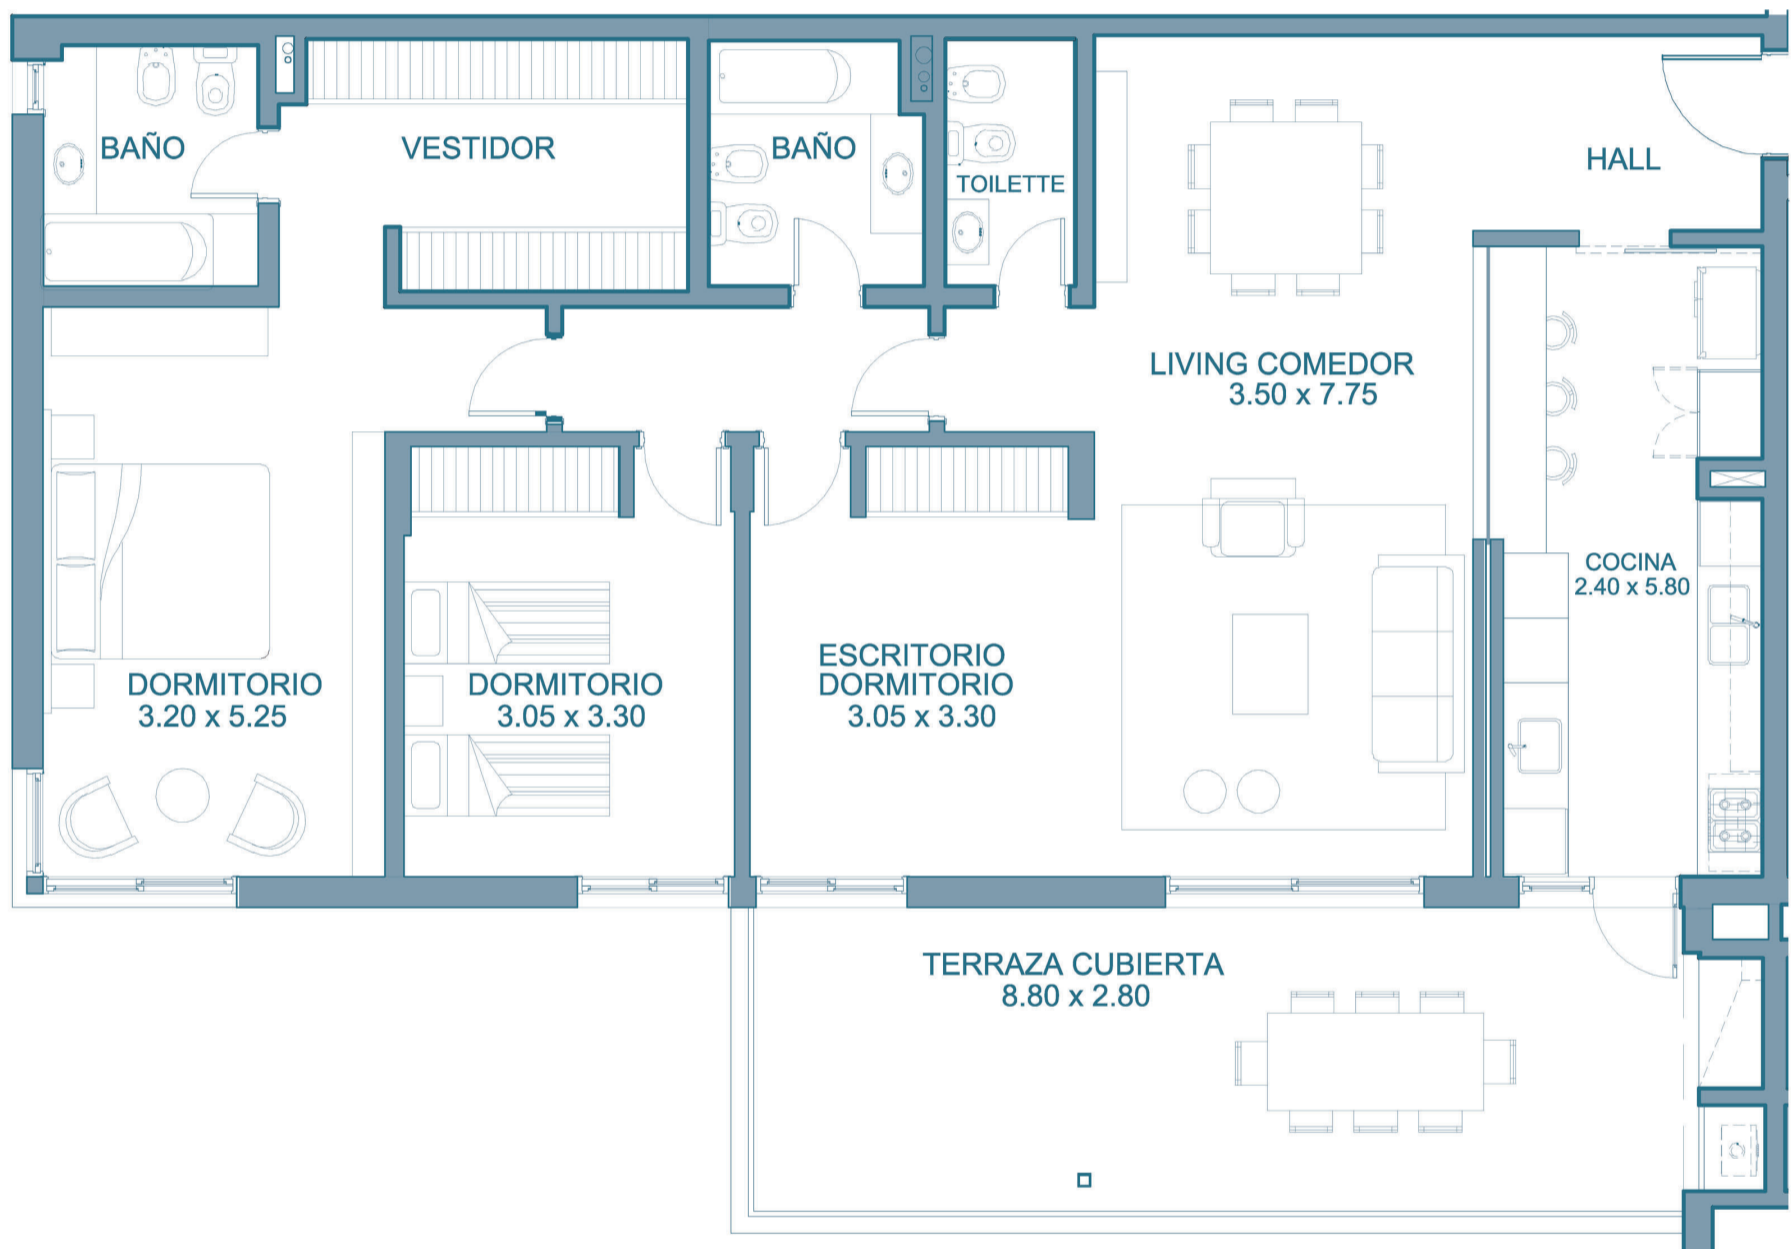 BAÑO
VESTIDOR
BAÑO
TOILETTE
HALL
LIVING COMEDOR
3.50 x 7.75
COCINA
2.40 x 5.80
DORMITORIO
3.20 x 5.25
DORMITORIO
3.05 x 3.30
ESCRITORIO
DORMITORIO
3.05 x 3.30
TERRAZA CUBIERTA
8.80 x 2.80